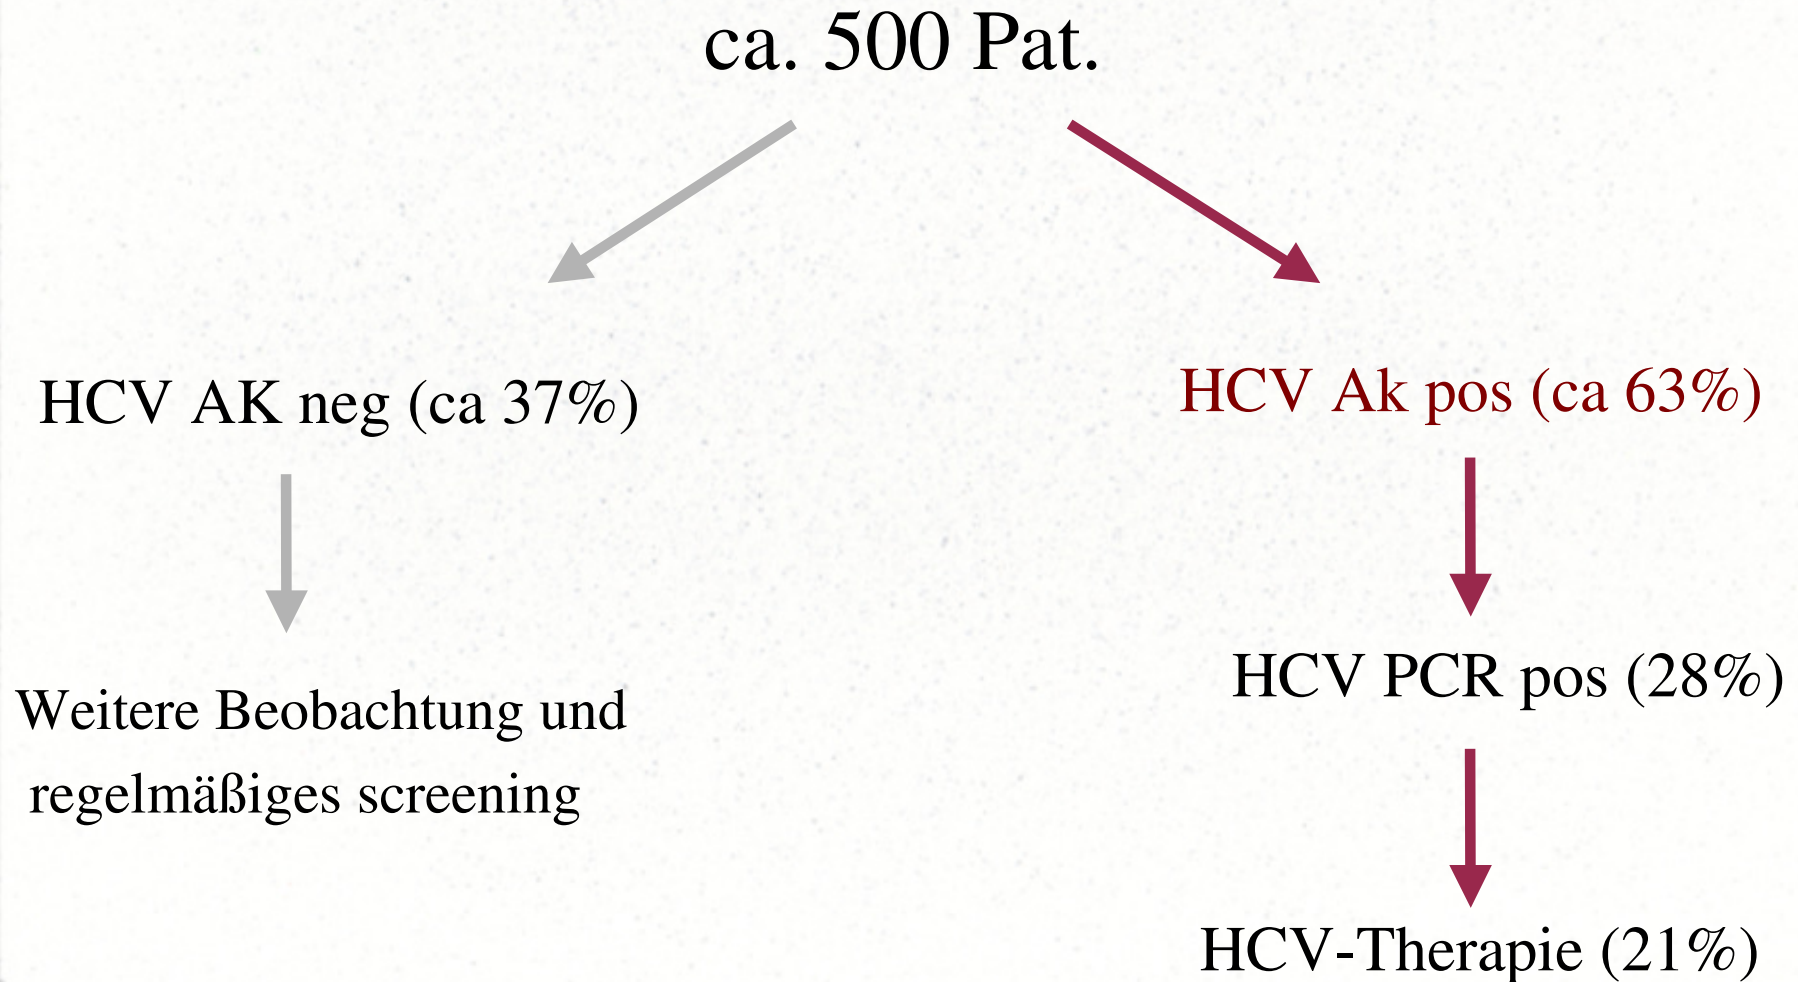 ca. 500 Pat.
HCV AK neg (ca 37%)
HCV Ak pos (ca 63%)
Weitere Beobachtung und
regelmäßiges screening
HCV PCR pos (28%)
HCV-Therapie (21%)